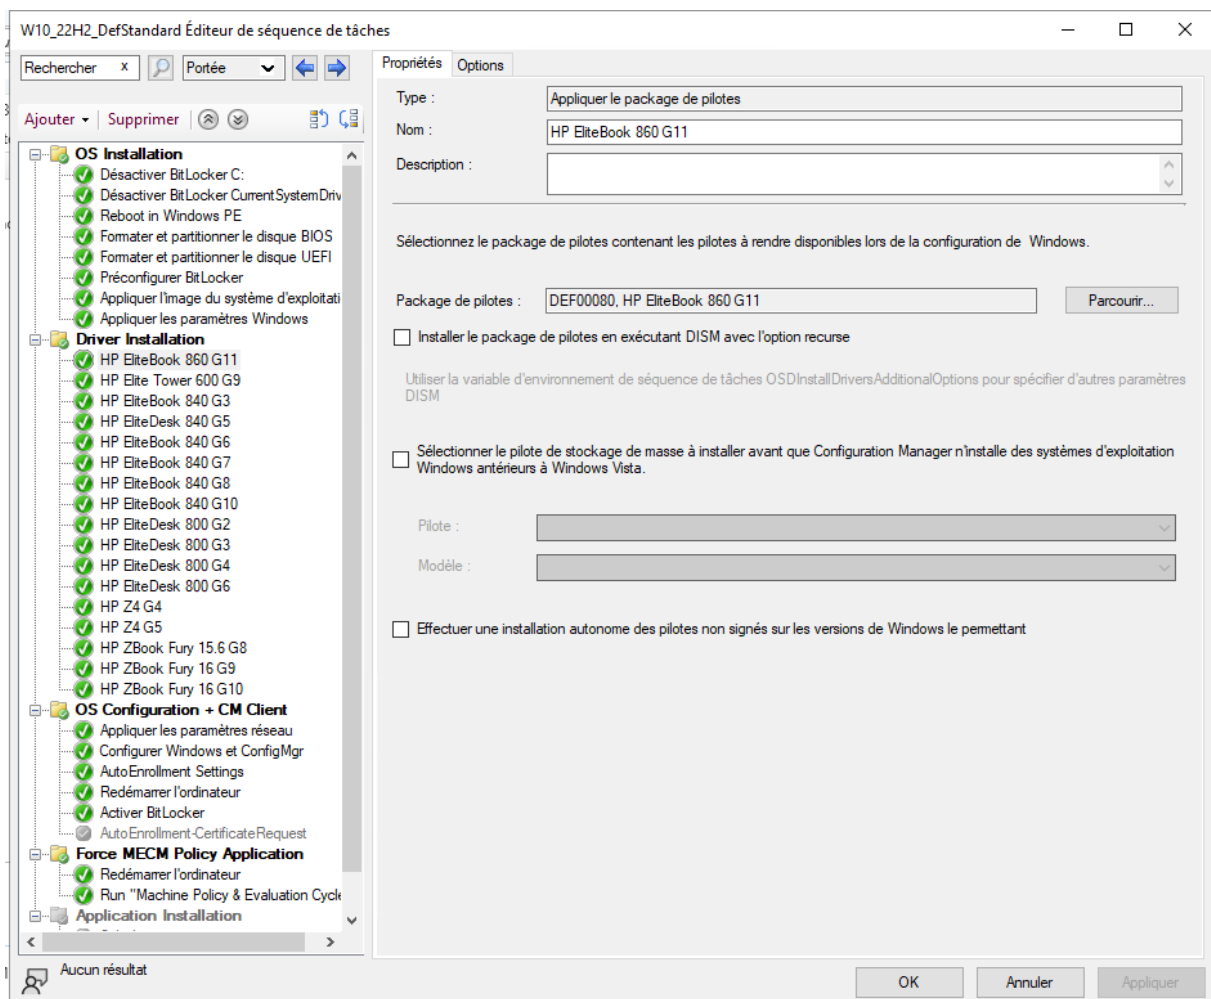 W10_22H2_DefStandard Éditeur de séquence de tâches
Rechercher x Portée
Ajouter Supprimer
OS Installation
Désactiver BitLocker C:
Désactiver BitLocker CurrentSystemDriv
Reboot in Windows PE
Formater et partitionner le disque BIOS
Formater et partitionner le disque UEFI
Préconfigurer BitLocker
Appliquer l'image du système d'exploitati
Appliquer les paramètres Windows
Driver Installation
HP EliteBook 860 G11
HP Elite Tower 600 G9
HP EliteBook 840 G3
HP EliteDesk 840 G5
HP EliteBook 840 G6
HP EliteBook 840 G7
HP EliteBook 840 G8
HP EliteBook 840 G10
HP EliteDesk 800 G2
HP EliteDesk 800 G3
HP EliteDesk 800 G4
HP EliteDesk 800 G6
HP Z4 G4
HP Z4 G5
HP ZBook Fury 15.6 G8
HP ZBook Fury 16 G9
HP ZBook Fury 16 G10
OS Configuration + CM Client
Appliquer les paramètres réseau
Configurer Windows et ConfigMgr
AutoEnrollment Settings
Redémarrer l'ordinateur
Activer BitLocker
AutoEnrollment-CertificateRequest
Force MECM Policy Application
Redémarrer l'ordinateur
Run "Machine Policy & Evaluation Cycle
Application Installation
Aucun résultat
Propriétés Options
Type : Appliquer le package de pilotes
Nom : HP EliteBook 860 G11
Description :
Sélectionnez le package de pilotes contenant les pilotes à rendre disponibles lors de la configuration de Windows.
Package de pilotes : DEF00080, HP EliteBook 860 G11 Parcourir...
Installer le package de pilotes en exécutant DISM avec l'option recurse
Utiliser la variable d'environnement de séquence de tâches OSDInstallDriversAdditionalOptions pour spécifier d'autres paramètres
DISM
Sélectionner le pilote de stockage de masse à installer avant que Configuration Manager n'installe des systèmes d'exploitation
Windows antérieurs à Windows Vista.
Pilote :
Modèle :
Effectuer une installation autonome des pilotes non signés sur les versions de Windows le permettant
OK Annuler Appliquer